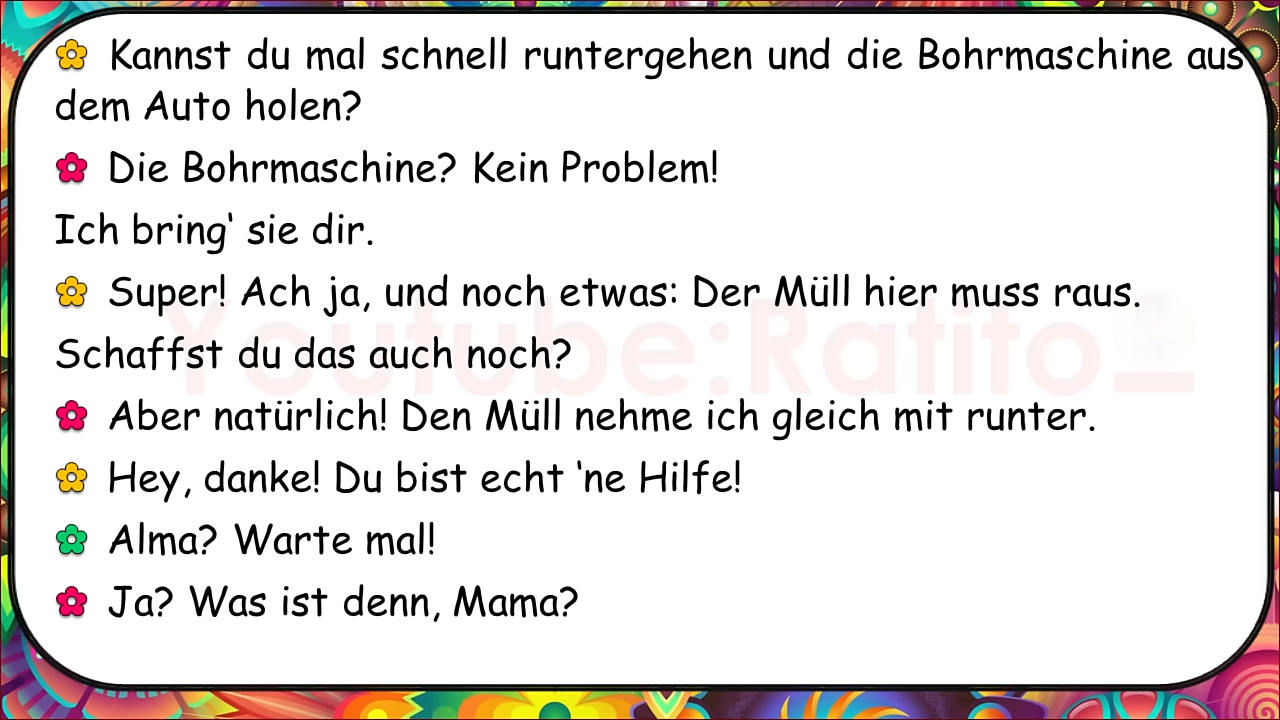 Kannst du mal schnell runtergehen und die Bohrmaschine aus
dem Auto holen?
Die Bohrmaschine? Kein Problem!
Ich bring‘ sie dir.
Super! Ach ja, und noch etwas: Der Müll hier muss raus.
Youtube:Ratito
Schaffst du das auch noch?
Aber natürlich! Den Müll nehme ich gleich mit runter.
Hey, danke! Du bist echt ‘ne Hilfe!
Alma? Warte mal!
Ja? Was ist denn, Mama?